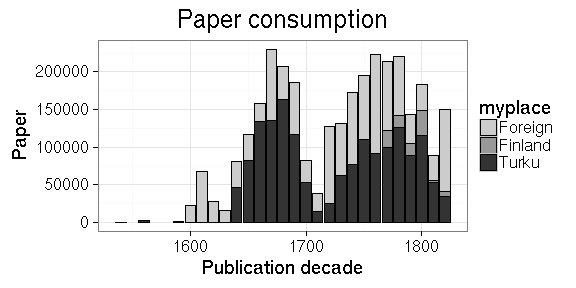 Paper consumption
Paper
200000
150000
100000
50000
0
1600 1700 1800
Publication decade
myplace
Foreign
Finland
Turku